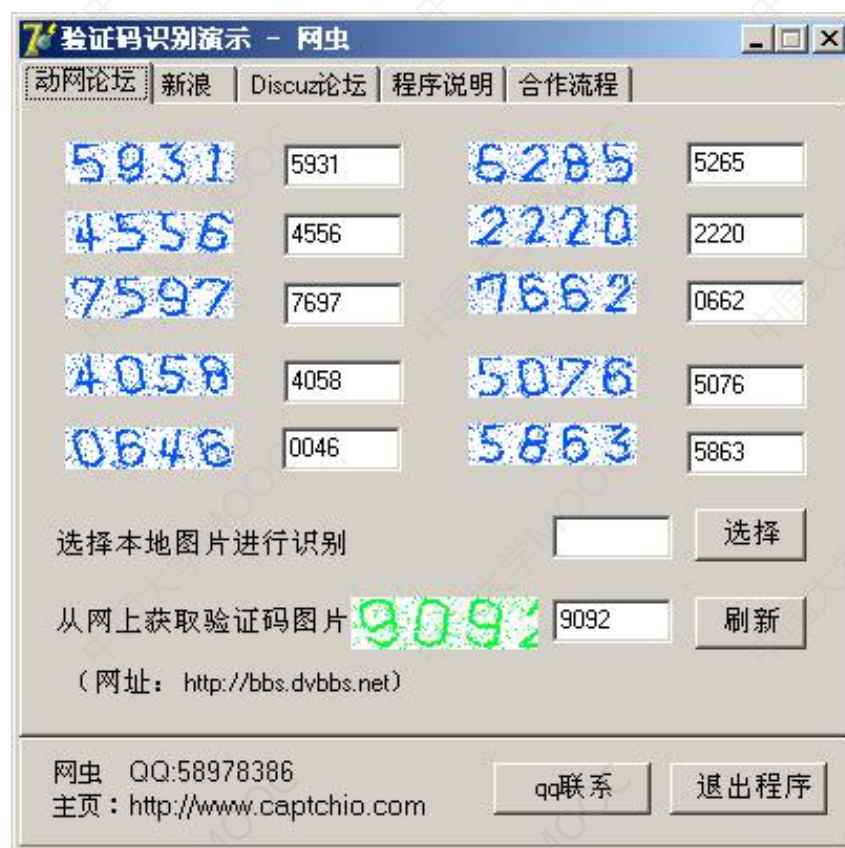 验证码识别演示 - 网虫
动网论坛 新浪 Discuz论坛 程序说明 合作流程
5931 5931 6285 5265
4556 4556 2220 2220
7597 7697 7662 0662
4058 4058 5076 5076
0646 0046 5863 5863
选择本地图片进行识别 选择
从网上获取验证码图片 9092 9092 刷新
（网址： http://bbs.dvbbs.net）
网虫 QQ:58978386
主页：http://www.captchio.com
qq联系 退出程序